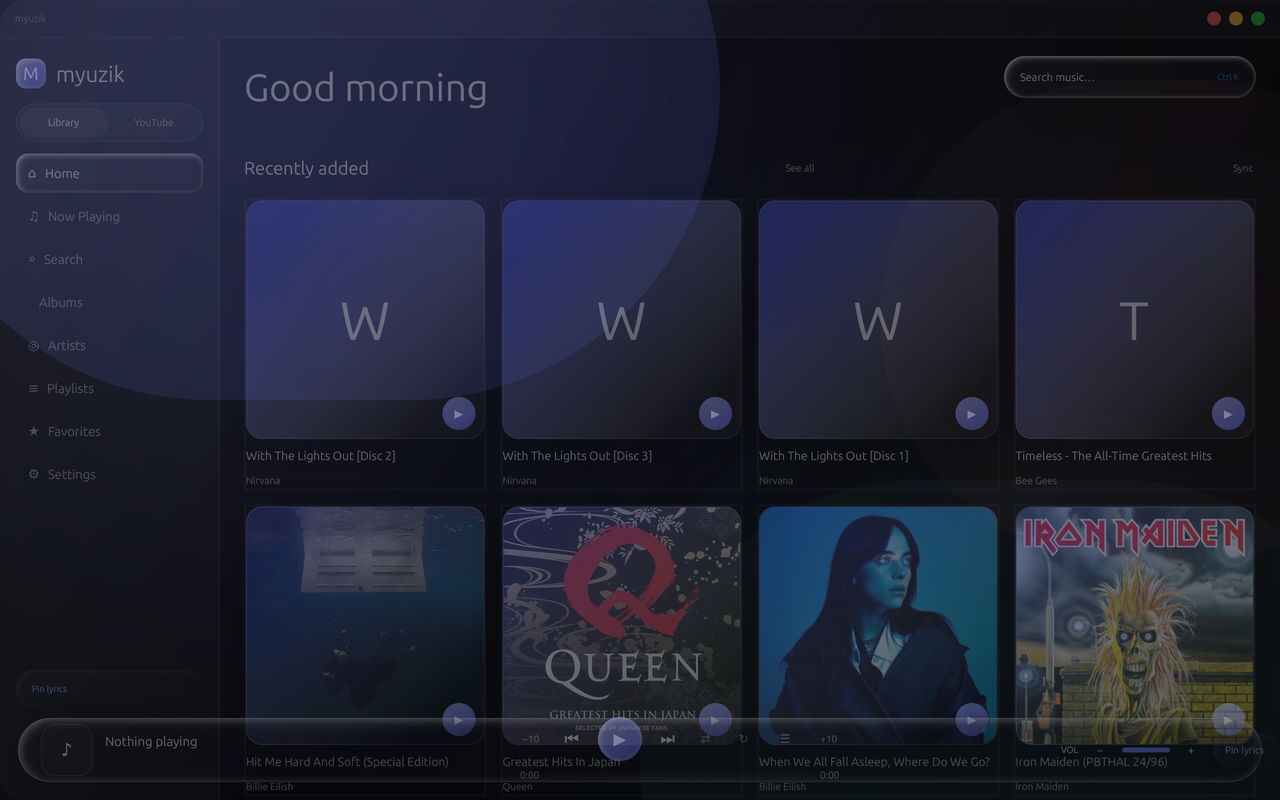 myuzik
M myuzik
Library YouTube
Home
Now Playing
Search
Albums
Artists
Playlists
Favorites
Settings
Pin lyrics
Good morning
Search music... Ctrl K
Recently added See all Sync
W W W T
With The Lights Out [Disc 2] With The Lights Out [Disc 3] With The Lights Out [Disc 1] Timeless - The All-Time Greatest Hits
Nirvana Nirvana Nirvana Bee Gees
IRON MAIDEN
Q
QUEEN
GREATEST HITS IN JAPAN
SELECTED BY JAPANESE FANS
Hit Me Hard And Soft (Special Edition) Greatest Hits In Japan When We All Fall Asleep, Where Do We Go? Iron Maiden (PBTHAL 24/96)
Billie Eilish Queen Billie Eilish Iron Maiden
Nothing playing
−10 +10
0:00 0:00
VOL − + Pin lyrics